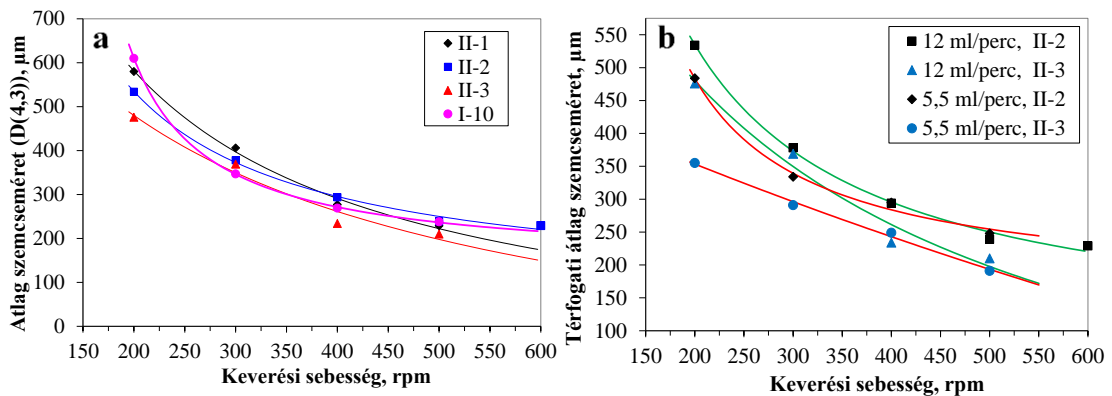 a
II-1
II-2
II-3
I-10
Atlag szemcseméret (D(4,3)), µm
700
600
500
400
300
200
100
0
150 200 250 300 350 400 450 500 550 600
Keverési sebesség, rpm
b
12 ml/perc, II-2
12 ml/perc, II-3
5,5 ml/perc, II-2
5,5 ml/perc, II-3
Térfogati átlag szemcseméret, µm
550
500
450
400
350
300
250
200
150
100
150 200 250 300 350 400 450 500 550 600
Keverési sebesség, rpm